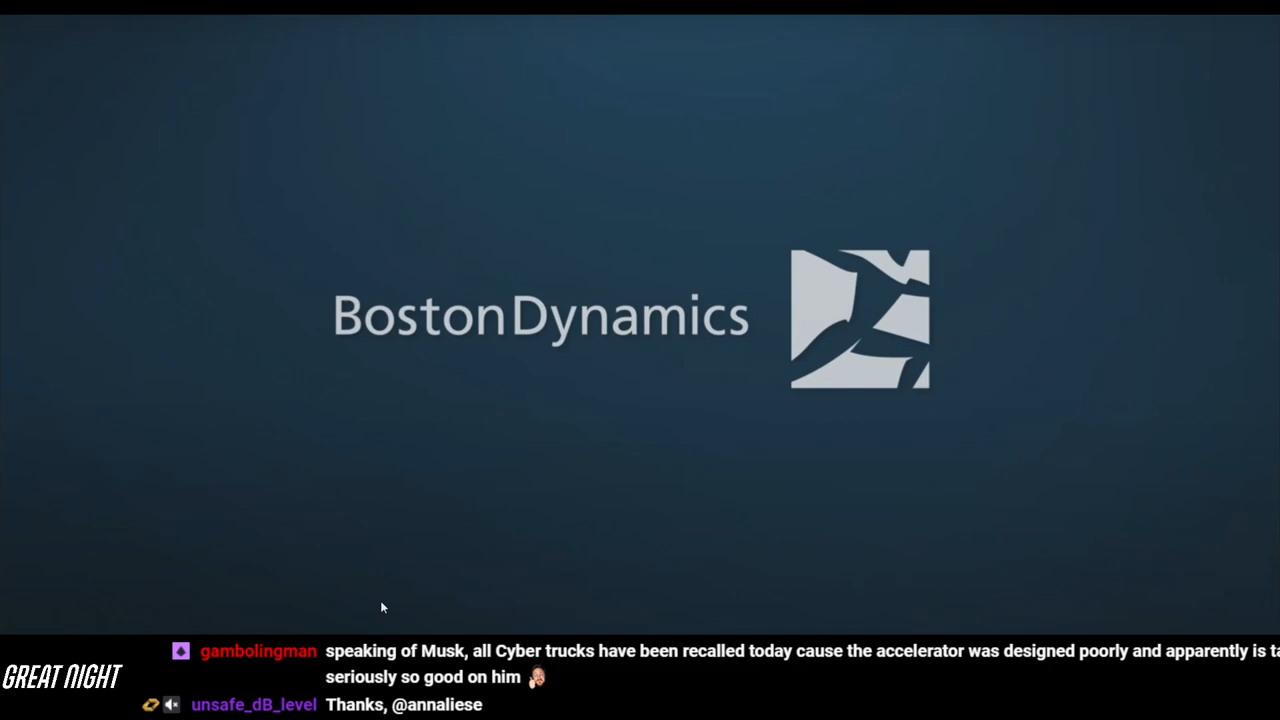 BostonDynamics
gambolingman speaking of Musk, all Cyber trucks have been recalled today cause the accelerator was designed poorly and apparently is
seriously so good on him
GREAT NIGHT
unsafe_dB_level Thanks, @annaliese